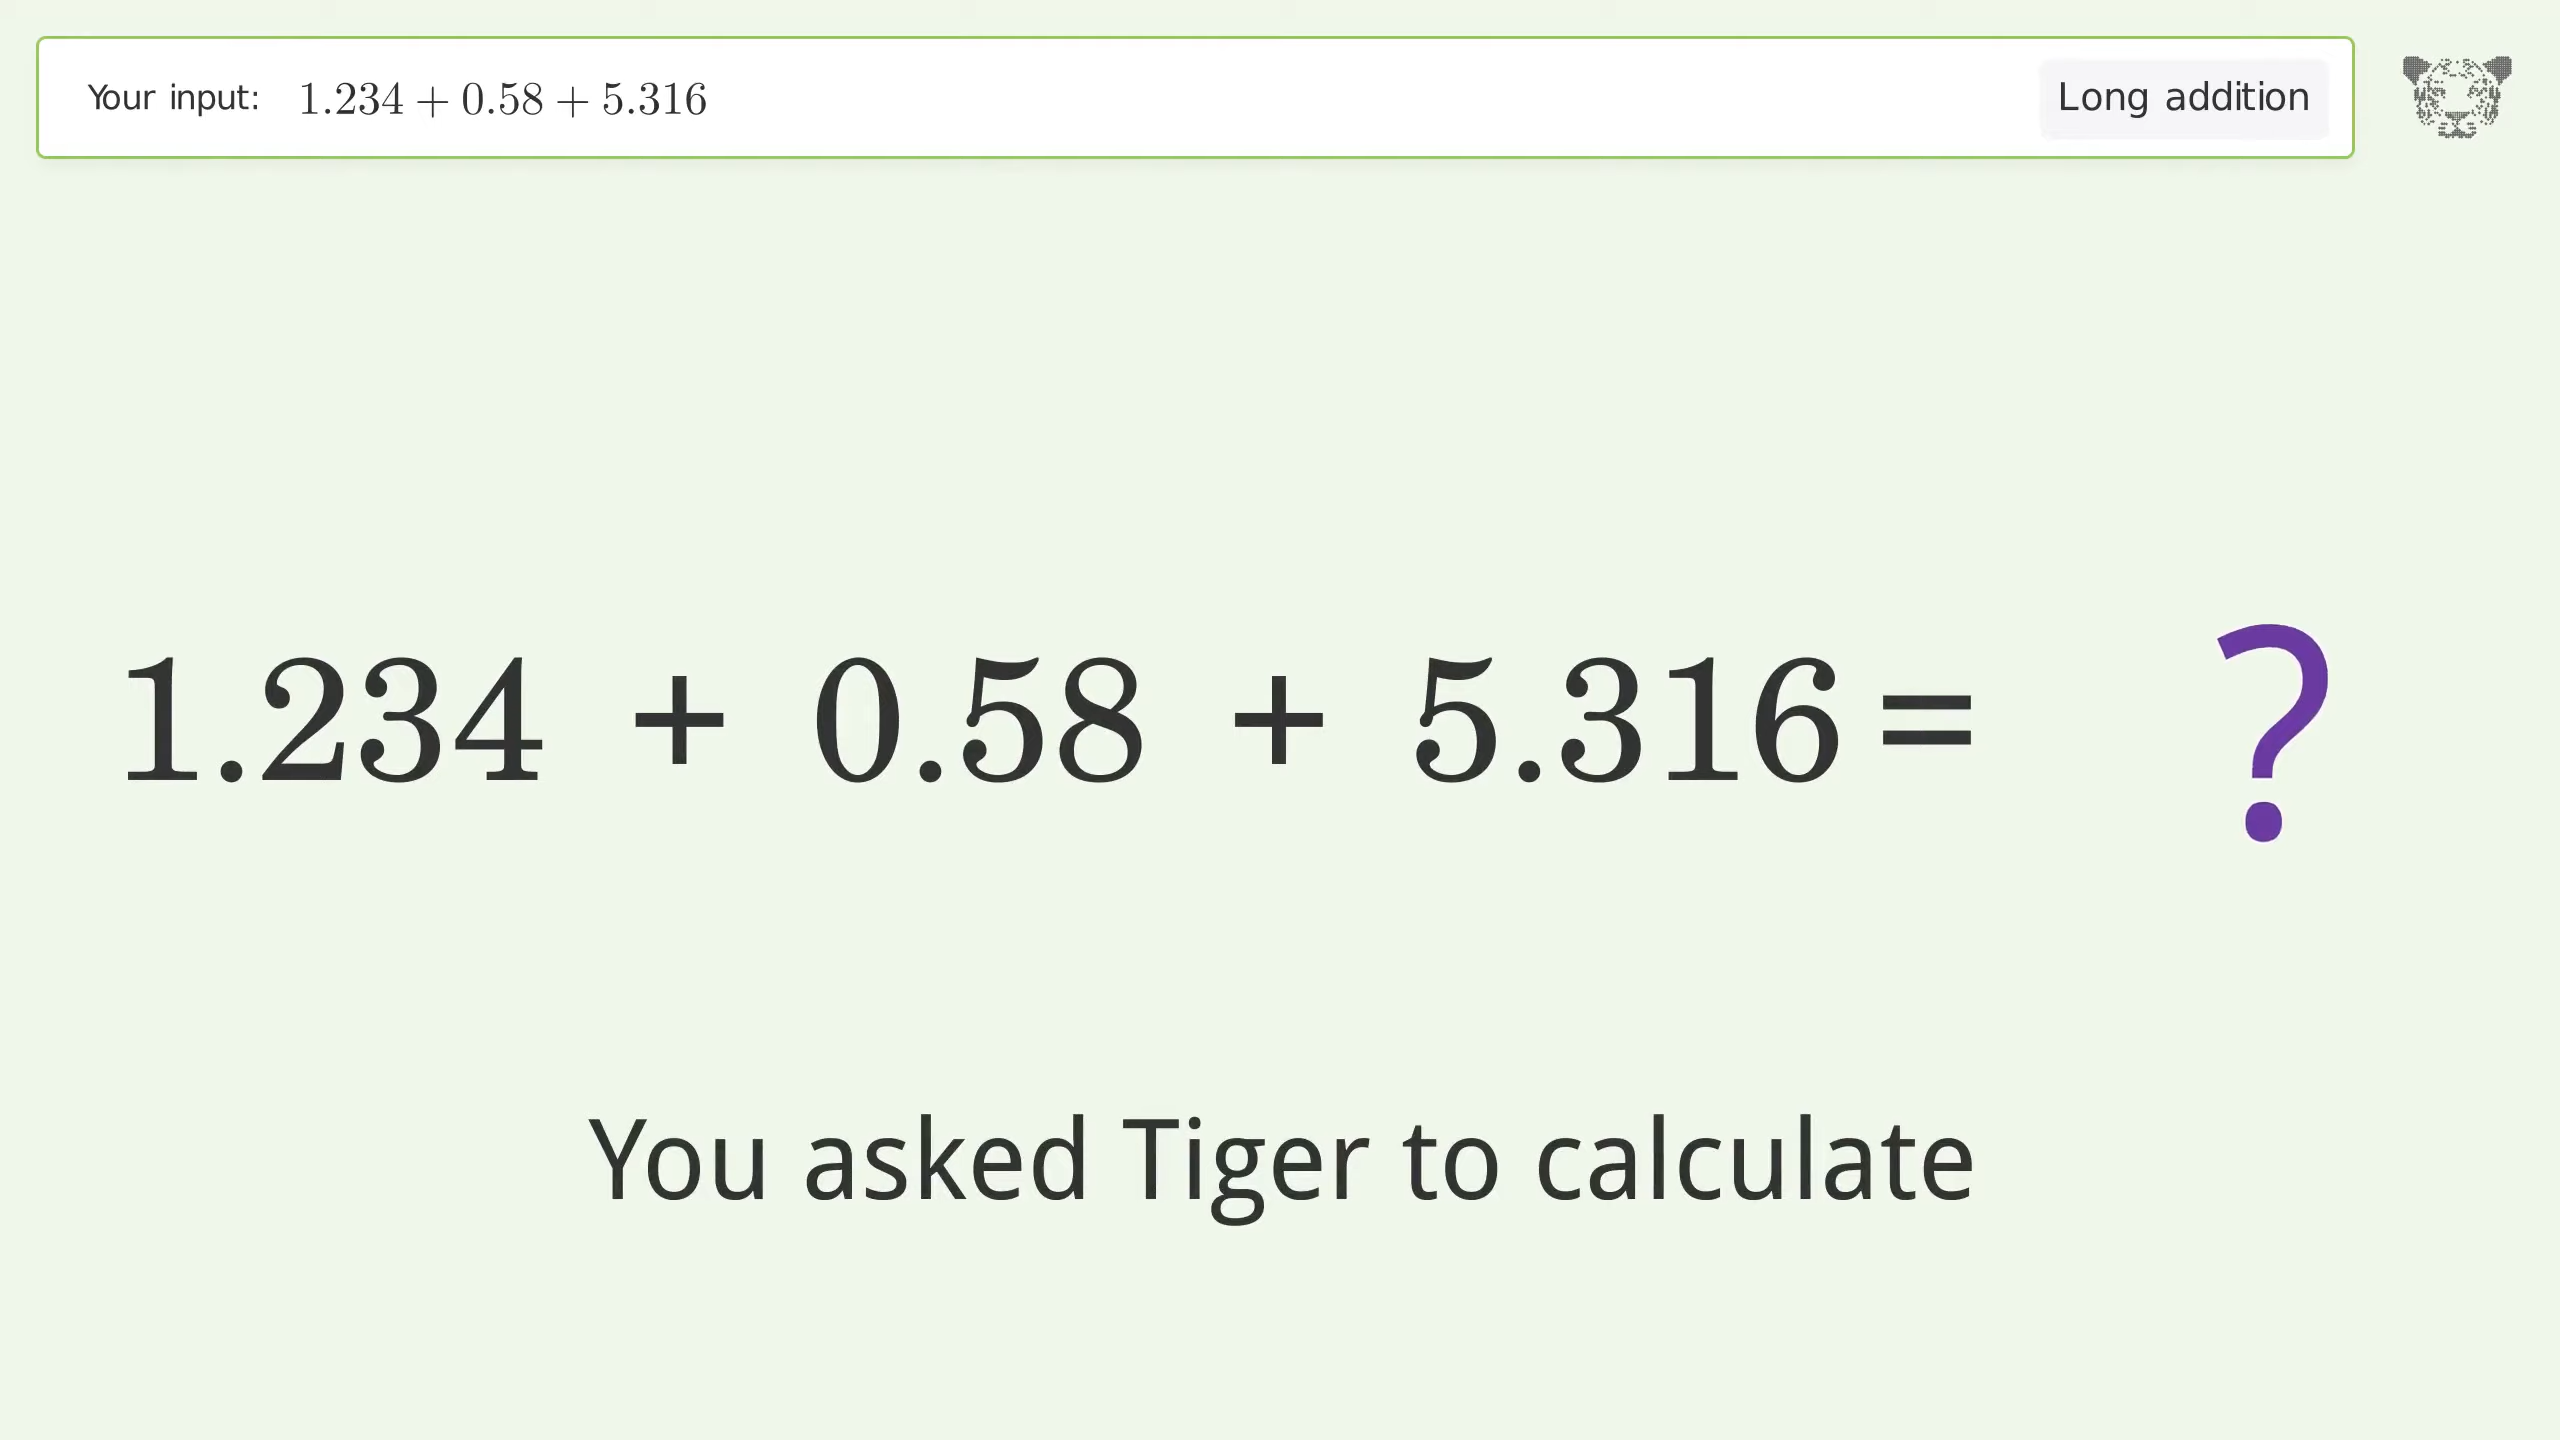 Your input: 1.234 + 0.58 + 5.316 Long addition
1.234 + 0.58 + 5.316 = ?
You asked Tiger to calculate